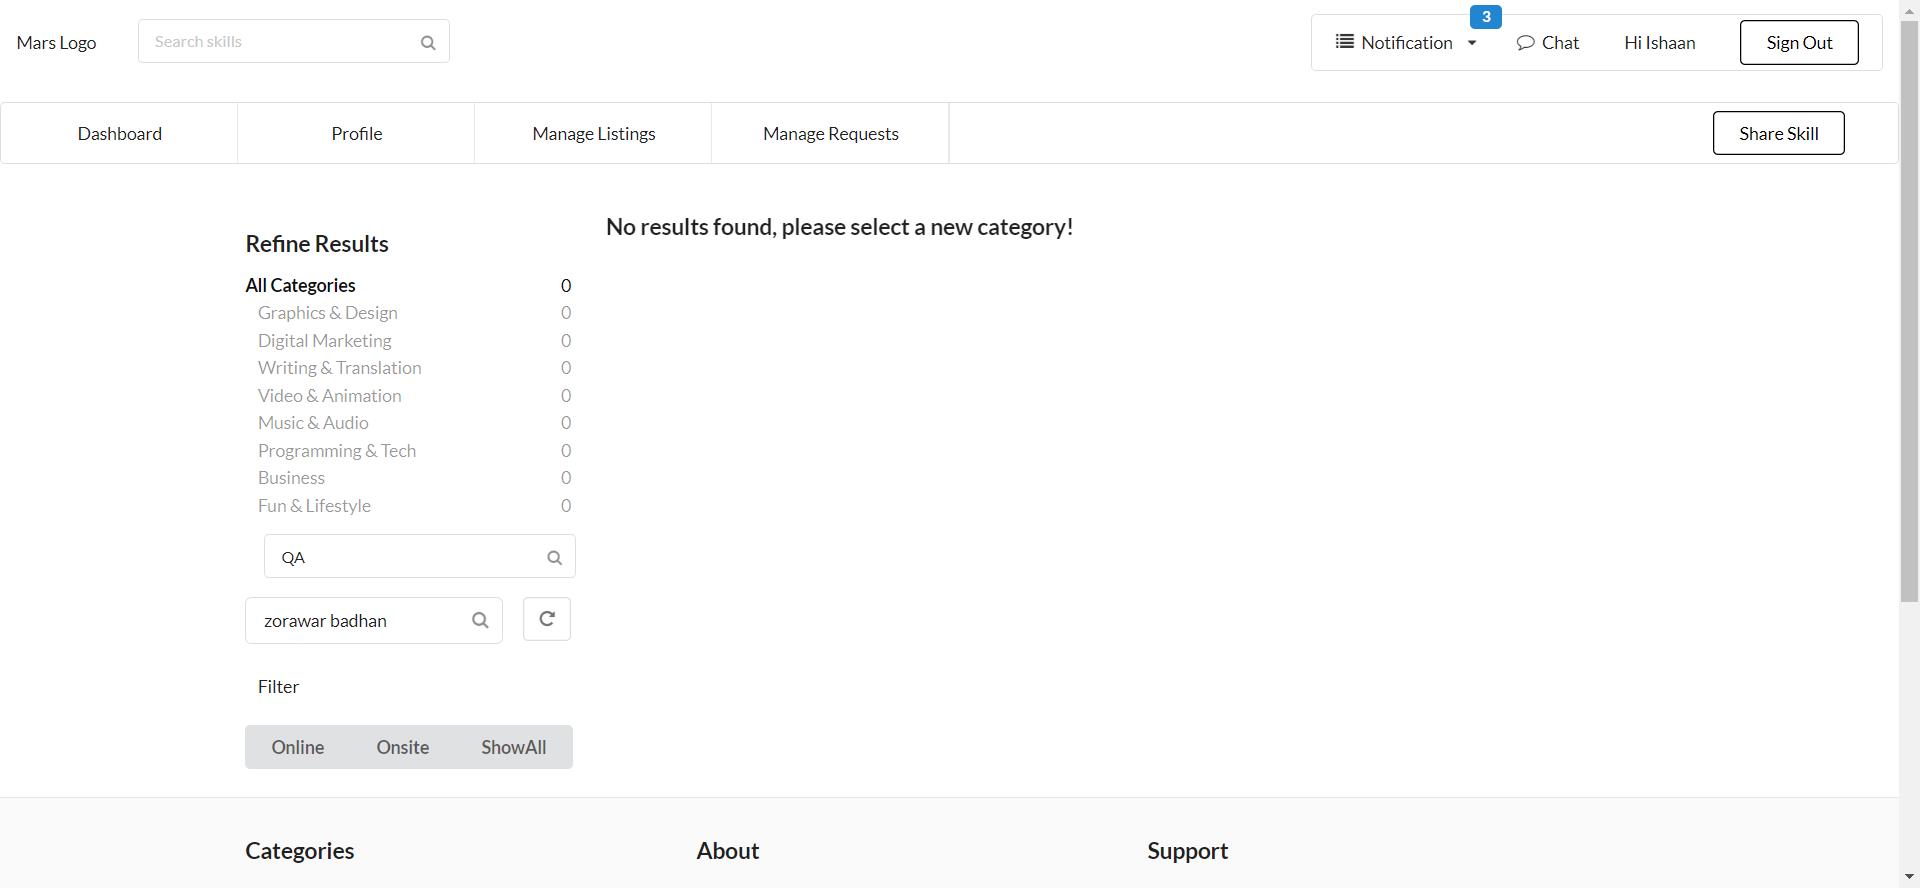 Mars Logo
Search skills
3
Notification
Chat
Hi Ishaan
Sign Out
Dashboard
Profile
Manage Listings
Manage Requests
Share Skill
No results found, please select a new category!
Refine Results
All Categories 0
Graphics & Design 0
Digital Marketing 0
Writing & Translation 0
Video & Animation 0
Music & Audio 0
Programming & Tech 0
Business 0
Fun & Lifestyle 0
QA
zorawar badhan
Filter
Online Onsite ShowAll
Categories
About
Support